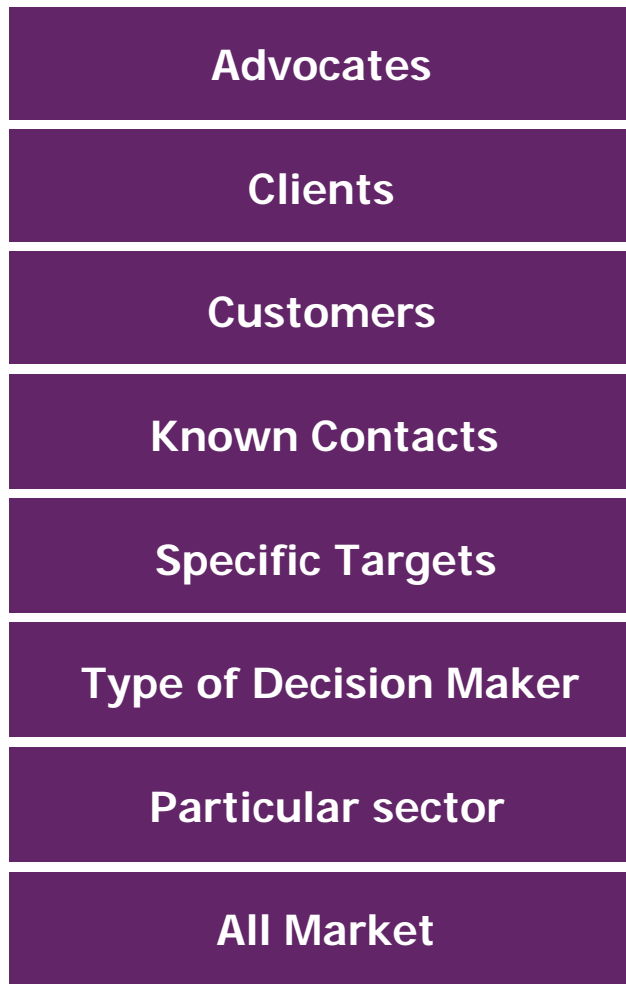 Advocates
Clients
Customers
Known Contacts
Specific Targets
Type of Decision Maker
Particular sector
All Market